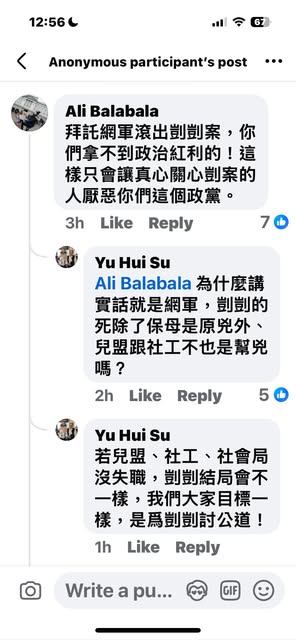 12:56
67
Anonymous participant's post
Ali Balabala
拜託網軍滾出剴剴案，你
們拿不到政治紅利的！這
樣只會讓真心關心剴案的
人厭惡你們這個政黨。
3h Like Reply 7
Yu Hui Su
Ali Balabala 為什麼講
實話就是網軍，剴剴的
死除了保母是原兇外、
兒盟跟社工不也是幫兇
嗎？
2h Like Reply 5
Yu Hui Su
若兒盟、社工、社會局
沒失職，剴剴結局會不
一樣，我們大家目標一
樣，是爲剴剴討公道！
1h Like Reply
Write a pu...
GIF